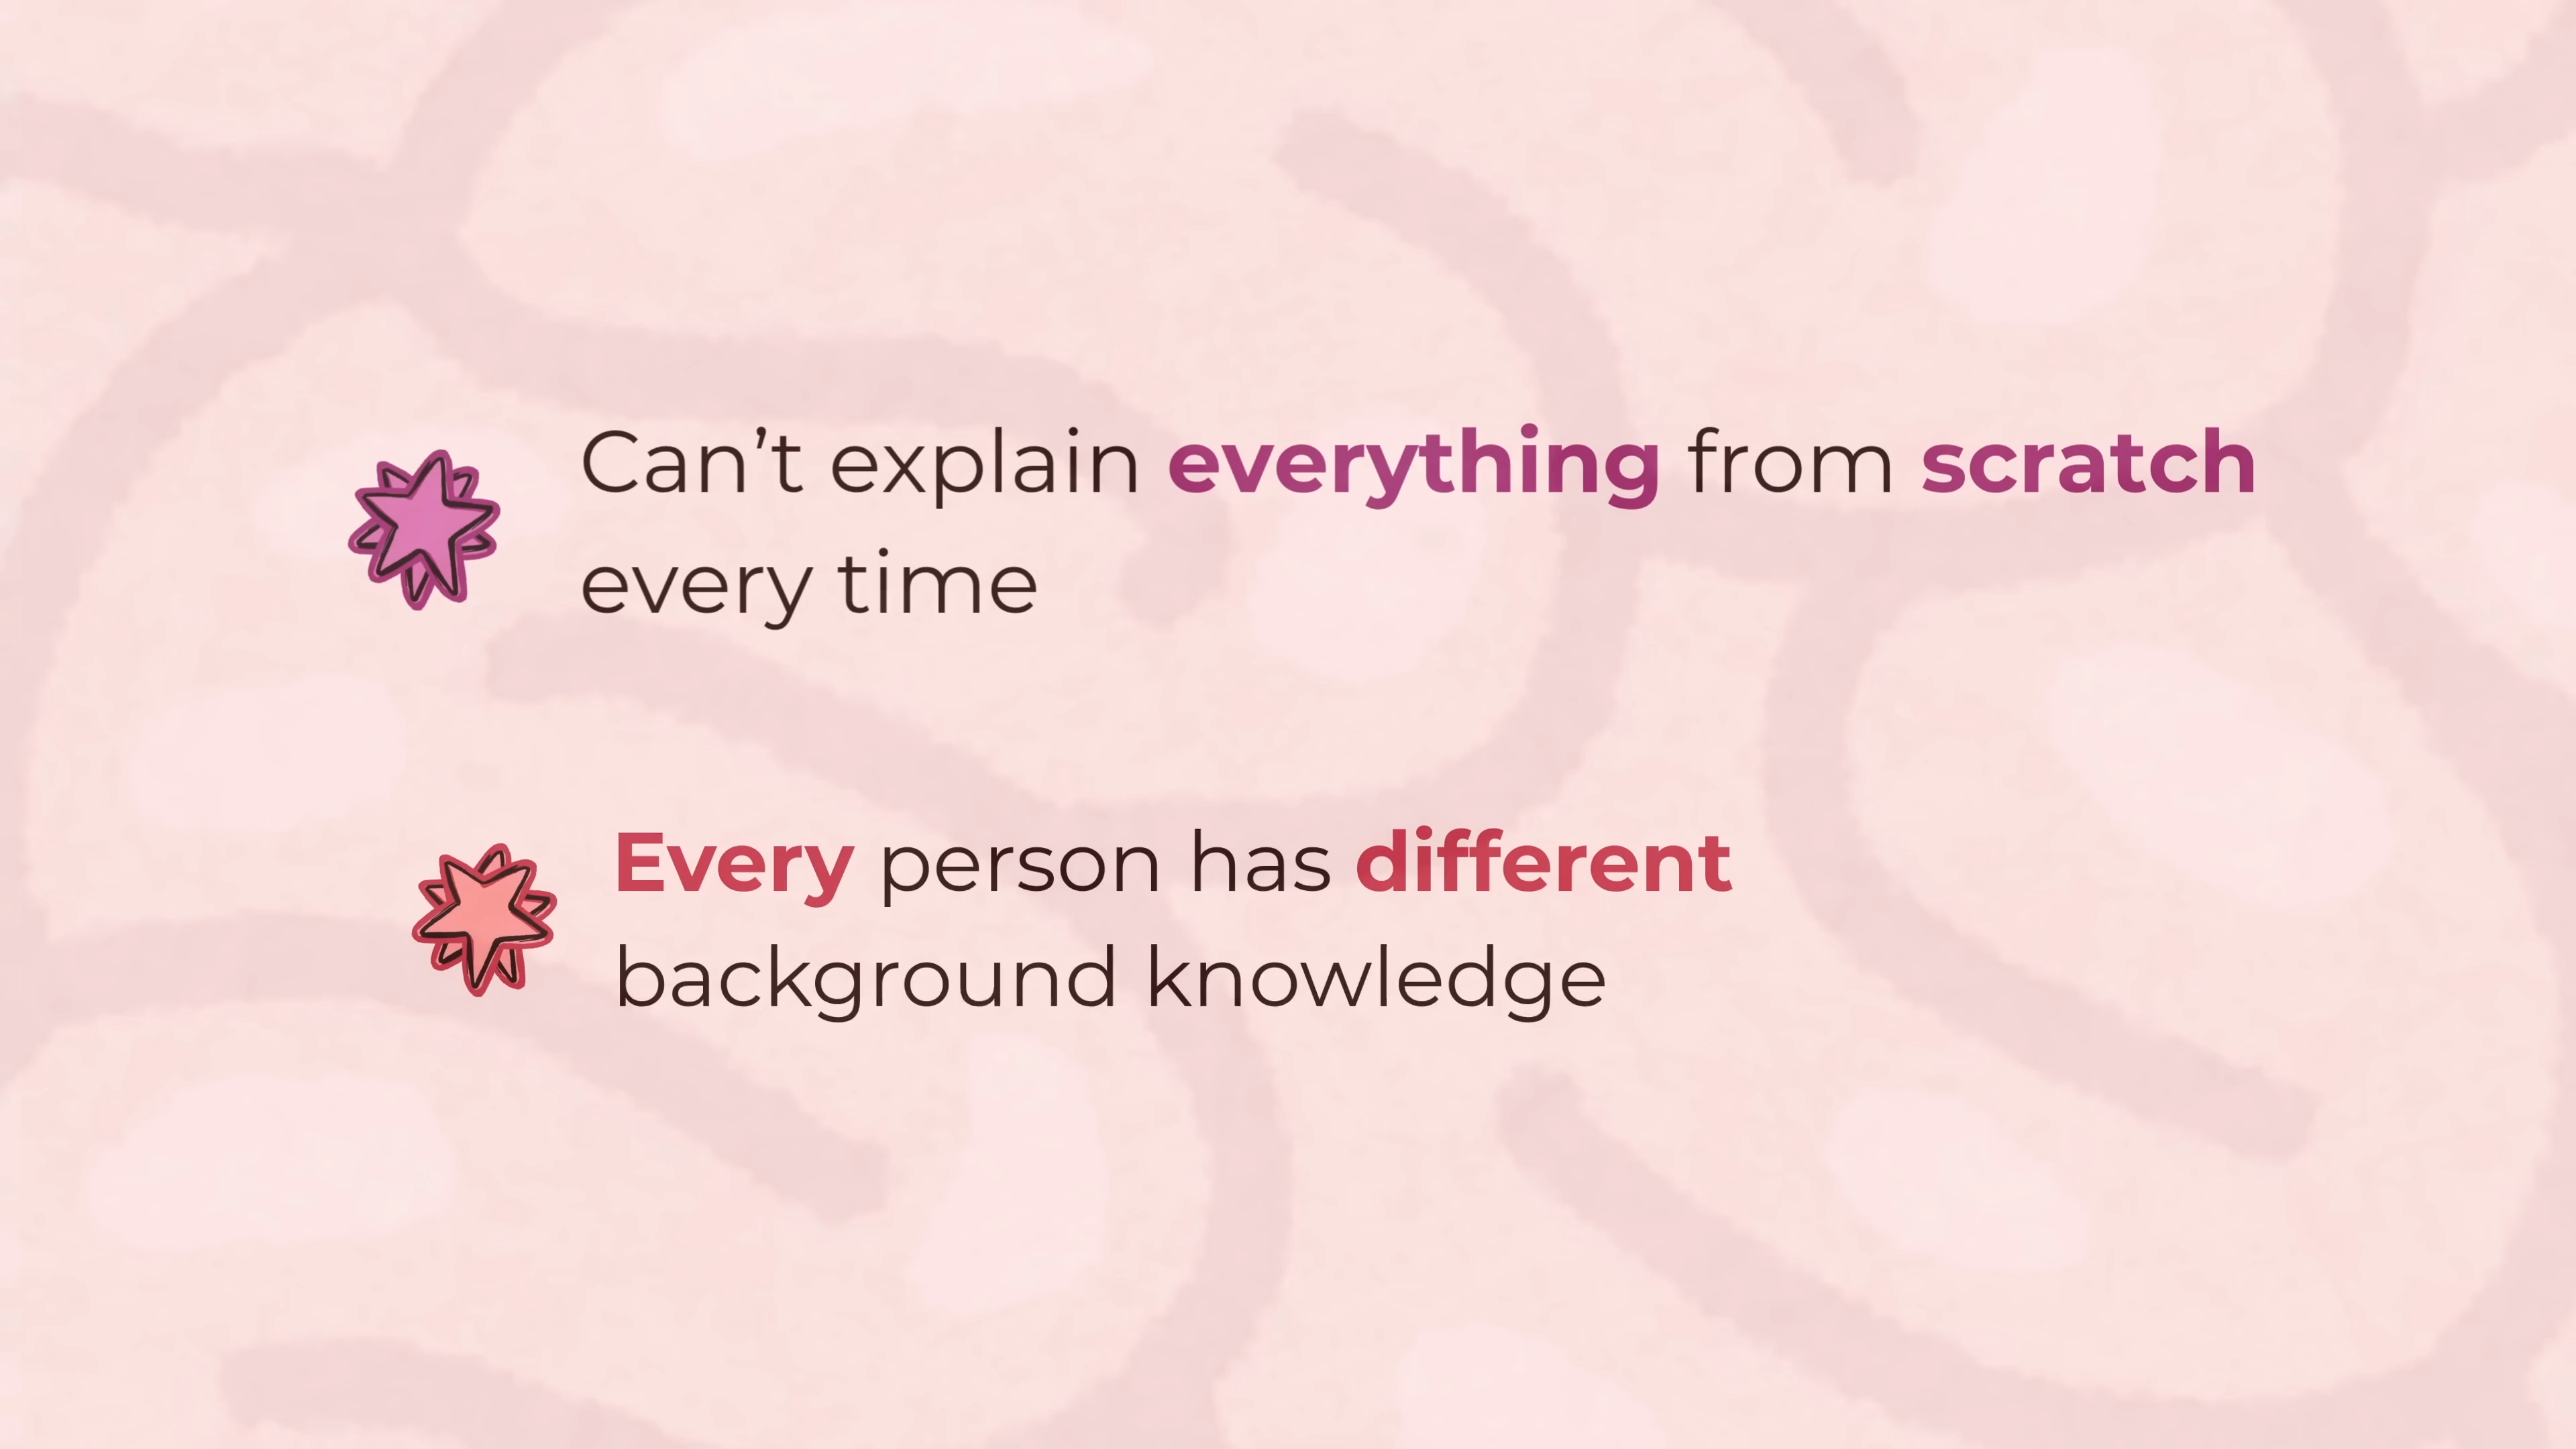 Can’t explain everything from scratch
every time
Every person has different
background knowledge